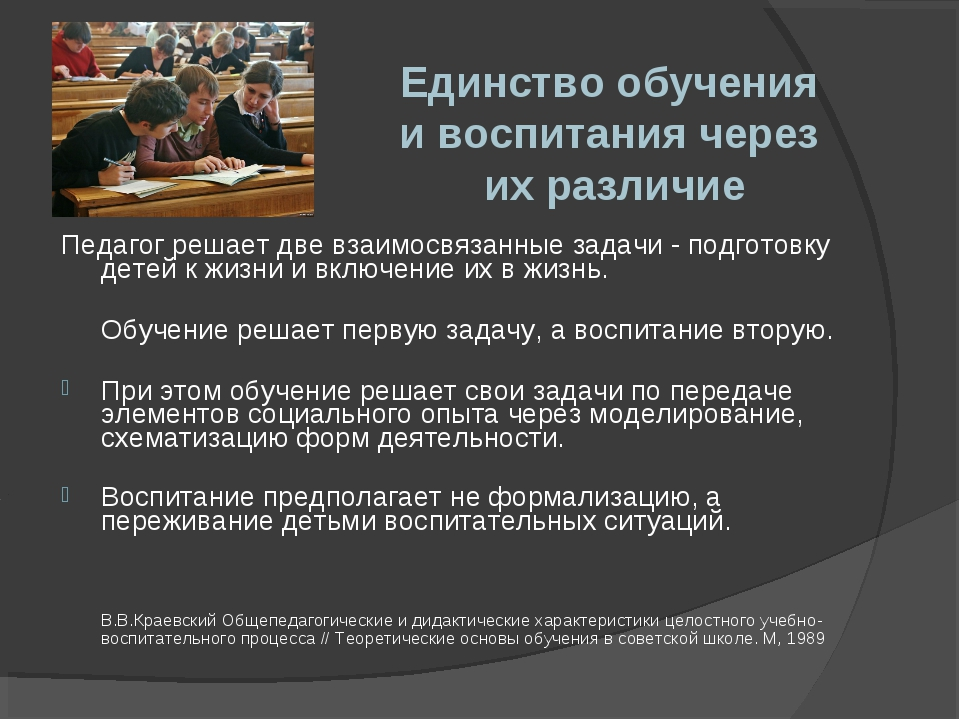 Единство обучения
и воспитания через
их различие
Педагог решает две взаимосвязанные задачи - подготовку
детей к жизни и включение их в жизнь.
Обучение решает первую задачу, а воспитание вторую.
При этом обучение решает свои задачи по передаче
элементов социального опыта через моделирование,
схематизацию форм деятельности.
Воспитание предполагает не формализацию, а
переживание детьми воспитательных ситуаций.
В.В.Краевский Общепедагогические и дидактические характеристики целостного учебно-
воспитательного процесса // Теоретические основы обучения в советской школе. М, 1989